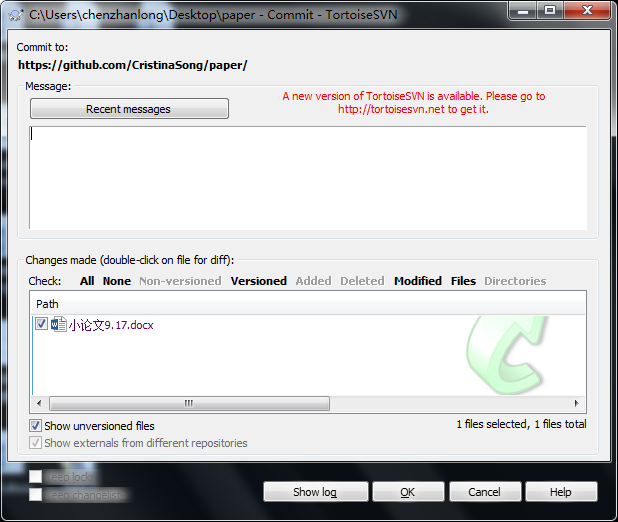 C:\Users\chenzhanlong\Desktop\paper - Commit - TortoiseSVN
Commit to:
https://github.com/CristinaSong/paper/
Message:
Recent messages
A new version of TortoiseSVN is available. Please go to
http://tortoisesvn.net to get it.
Changes made (double-click on file for diff):
Check: All None Non-versioned Versioned Added Deleted Modified Files Directories
Path
小论文9.17.docx
Show unversioned files
1 files selected, 1 files total
Show externals from different repositories
Keep locks
Keep changelists
Show log
OK
Cancel
Help